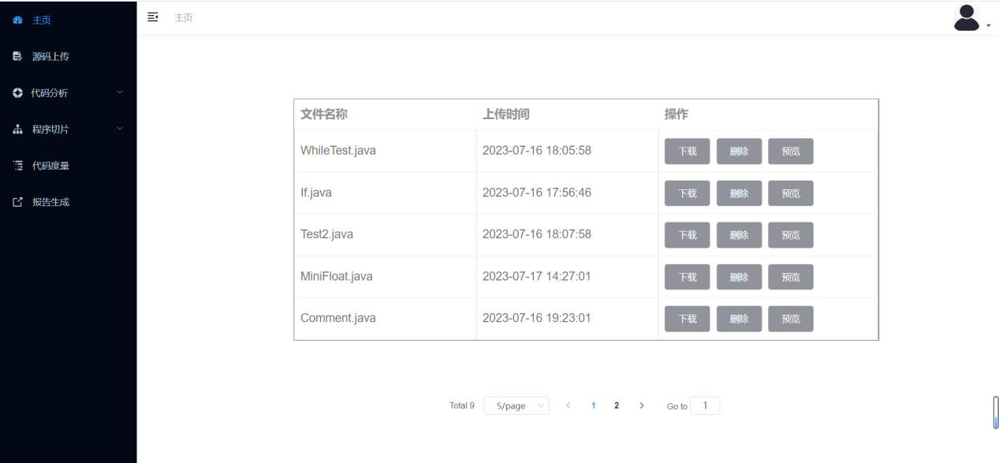 主页
源码上传
代码分析
程序切片
代码度量
报告生成
主页
文件名称 上传时间 操作
WhileTest.java 2023-07-16 18:05:58 下载 删除 预览
If.java 2023-07-16 17:56:46 下载 删除 预览
Test2.java 2023-07-16 18:07:58 下载 删除 预览
MiniFloat.java 2023-07-17 14:27:01 下载 删除 预览
Comment.java 2023-07-16 19:23:01 下载 删除 预览
Total 9 5/page 1 2 Go to 1